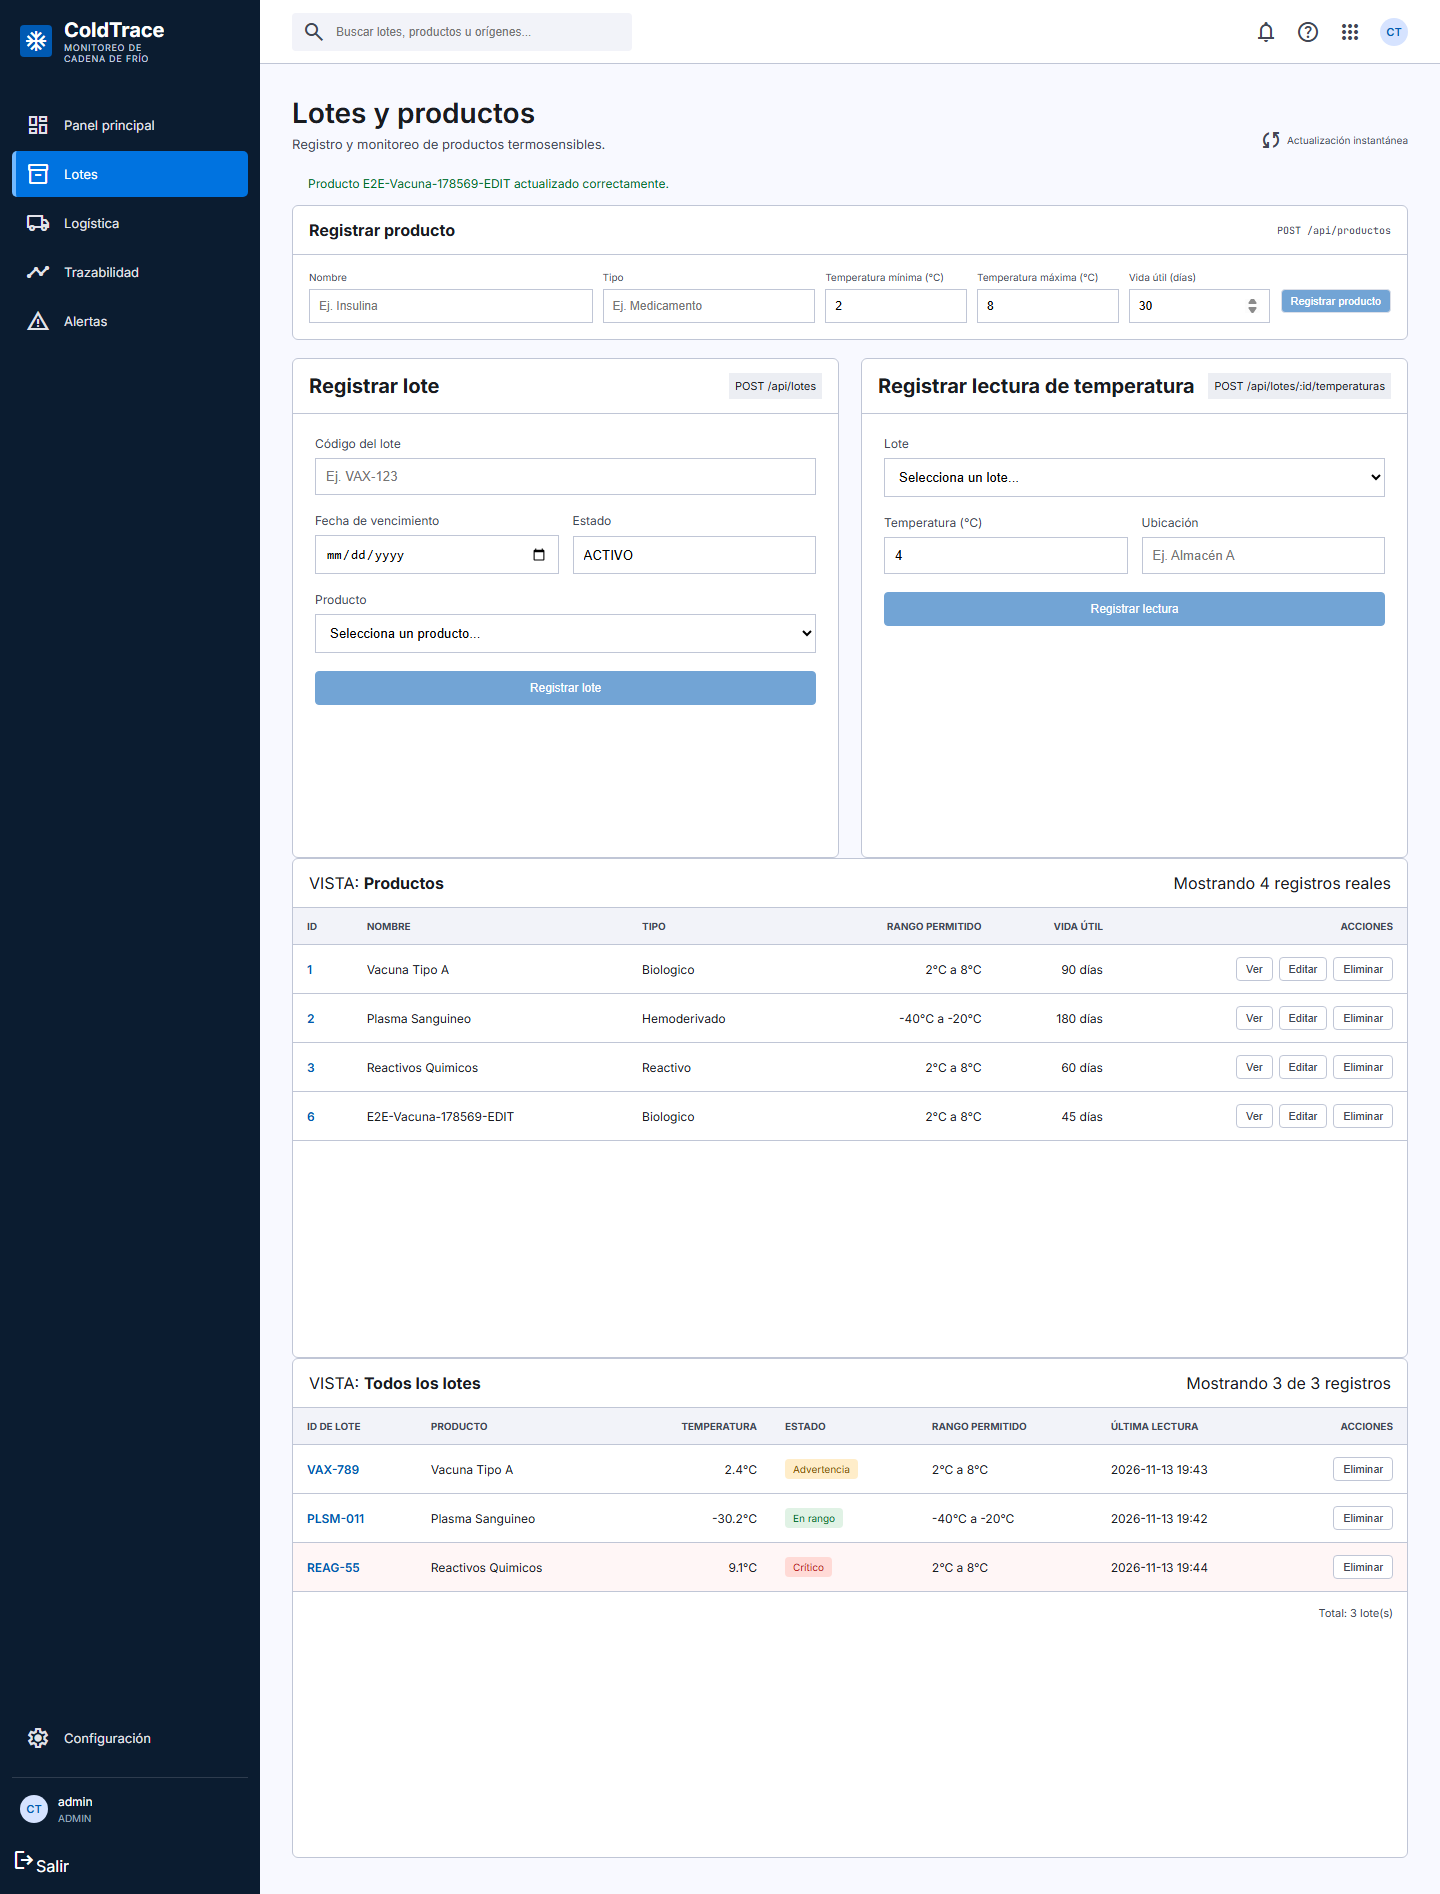 ColdTrace
MONITOREO DE
CADENA DE FRÍO
Panel principal
Lotes
Logística
Trazabilidad
Alertas
Configuración
CT
admin
ADMIN
Salir
Buscar lotes, productos u orígenes...
CT
Lotes y productos
Registro y monitoreo de productos termosensibles.
Actualización instantánea
Producto E2E-Vacuna-178569-EDIT actualizado correctamente.
Registrar producto POST /api/productos
Nombre Tipo Temperatura mínima (°C) Temperatura máxima (°C) Vida útil (días)
Ej. Insulina Ej. Medicamento 2 8 30 Registrar producto
Registrar lote POST /api/lotes
Código del lote
Ej. VAX-123
Fecha de vencimiento Estado
mm/dd/yyyy ACTIVO
Producto
Selecciona un producto...
Registrar lote
Registrar lectura de temperatura POST /api/lotes/:id/temperaturas
Lote
Selecciona un lote...
Temperatura (°C) Ubicación
4 Ej. Almacén A
Registrar lectura
VISTA: Productos Mostrando 4 registros reales
ID NOMBRE TIPO RANGO PERMITIDO VIDA ÚTIL ACCIONES
1 Vacuna Tipo A Biologico 2°C a 8°C 90 días Ver Editar Eliminar
2 Plasma Sanguineo Hemoderivado -40°C a -20°C 180 días Ver Editar Eliminar
3 Reactivos Quimicos Reactivo 2°C a 8°C 60 días Ver Editar Eliminar
6 E2E-Vacuna-178569-EDIT Biologico 2°C a 8°C 45 días Ver Editar Eliminar
VISTA: Todos los lotes Mostrando 3 de 3 registros
ID DE LOTE PRODUCTO TEMPERATURA ESTADO RANGO PERMITIDO ÚLTIMA LECTURA ACCIONES
VAX-789 Vacuna Tipo A 2.4°C Advertencia 2°C a 8°C 2026-11-13 19:43 Eliminar
PLSM-011 Plasma Sanguineo -30.2°C En rango -40°C a -20°C 2026-11-13 19:42 Eliminar
REAG-55 Reactivos Quimicos 9.1°C Crítico 2°C a 8°C 2026-11-13 19:44 Eliminar
Total: 3 lote(s)